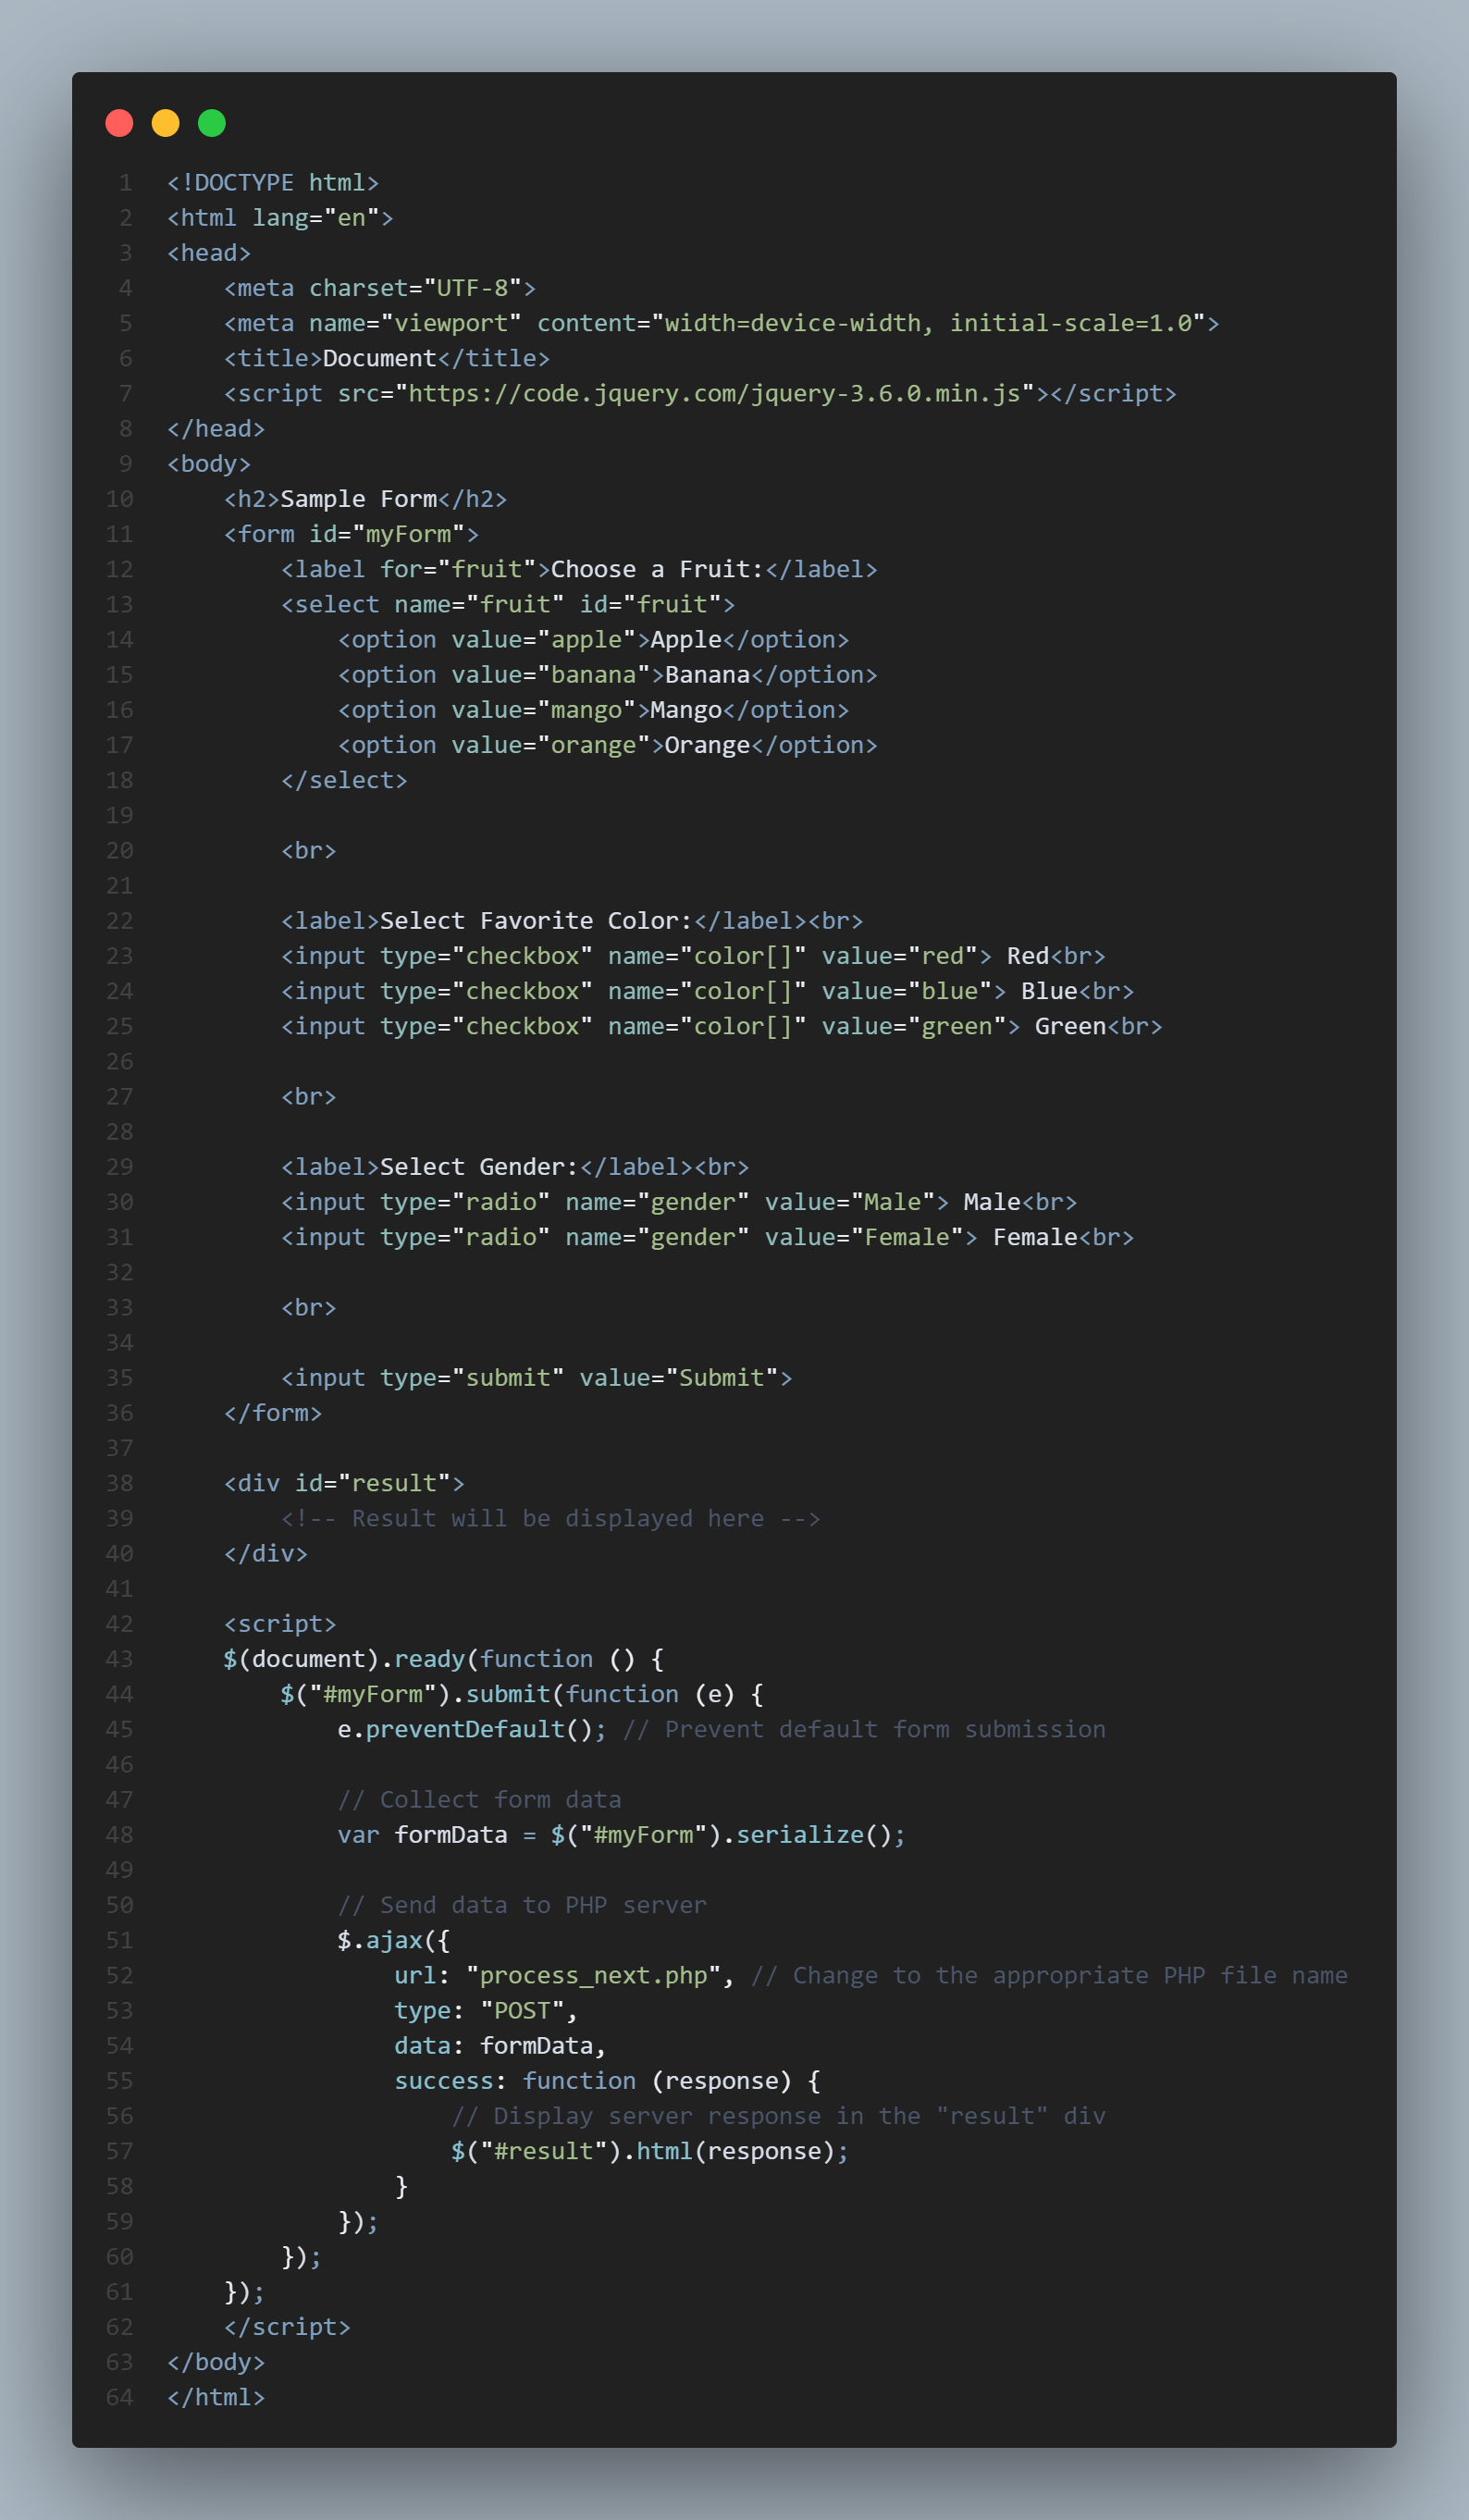 1 <!DOCTYPE html>
2 <html lang="en">
3 <head>
4     <meta charset="UTF-8">
5     <meta name="viewport" content="width=device-width, initial-scale=1.0">
6     <title>Document</title>
7     <script src="https://code.jquery.com/jquery-3.6.0.min.js"></script>
8 </head>
9 <body>
10     <h2>Sample Form</h2>
11     <form id="myForm">
12         <label for="fruit">Choose a Fruit:</label>
13         <select name="fruit" id="fruit">
14             <option value="apple">Apple</option>
15             <option value="banana">Banana</option>
16             <option value="mango">Mango</option>
17             <option value="orange">Orange</option>
18         </select>
19
20         <br>
21
22         <label>Select Favorite Color:</label><br>
23         <input type="checkbox" name="color[]" value="red"> Red<br>
24         <input type="checkbox" name="color[]" value="blue"> Blue<br>
25         <input type="checkbox" name="color[]" value="green"> Green<br>
26
27         <br>
28
29         <label>Select Gender:</label><br>
30         <input type="radio" name="gender" value="Male"> Male<br>
31         <input type="radio" name="gender" value="Female"> Female<br>
32
33         <br>
34
35         <input type="submit" value="Submit">
36     </form>
37
38     <div id="result">
39         <!-- Result will be displayed here -->
40     </div>
41
42     <script>
43     $(document).ready(function () {
44         $("#myForm").submit(function (e) {
45             e.preventDefault(); // Prevent default form submission
46
47             // Collect form data
48             var formData = $("#myForm").serialize();
49
50             // Send data to PHP server
51             $.ajax({
52                 url: "process_next.php", // Change to the appropriate PHP file name
53                 type: "POST",
54                 data: formData,
55                 success: function (response) {
56                     // Display server response in the "result" div
57                     $("#result").html(response);
58                 }
59             });
60         });
61     });
62     </script>
63 </body>
64 </html>